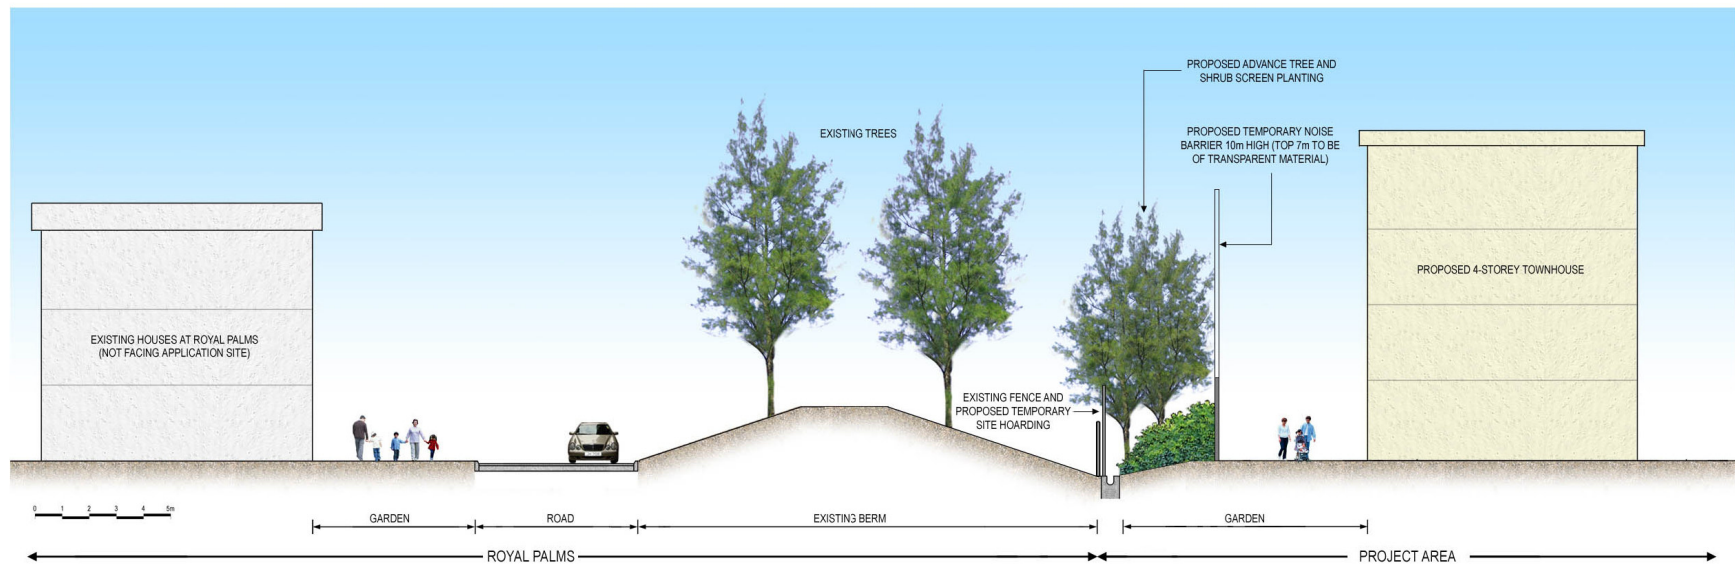 PROPOSED ADVANCE TREE AND
SHRUB SCREEN PLANTING
EXISTING TREES
PROPOSED TEMPORARY NOISE
BARRIER 10m HIGH (TOP 7m TO BE
OF TRANSPARENT MATERIAL)
PROPOSED 4-STOREY TOWNHOUSE
EXISTING HOUSES AT ROYAL PALMS
(NOT FACING APPLICATION SITE)
EXISTING FENCE AND
PROPOSED TEMPORARY
SITE HOARDING
0 1 2 3 4 5m
GARDEN
ROAD
EXISTING BERM
GARDEN
ROYAL PALMS
PROJECT AREA